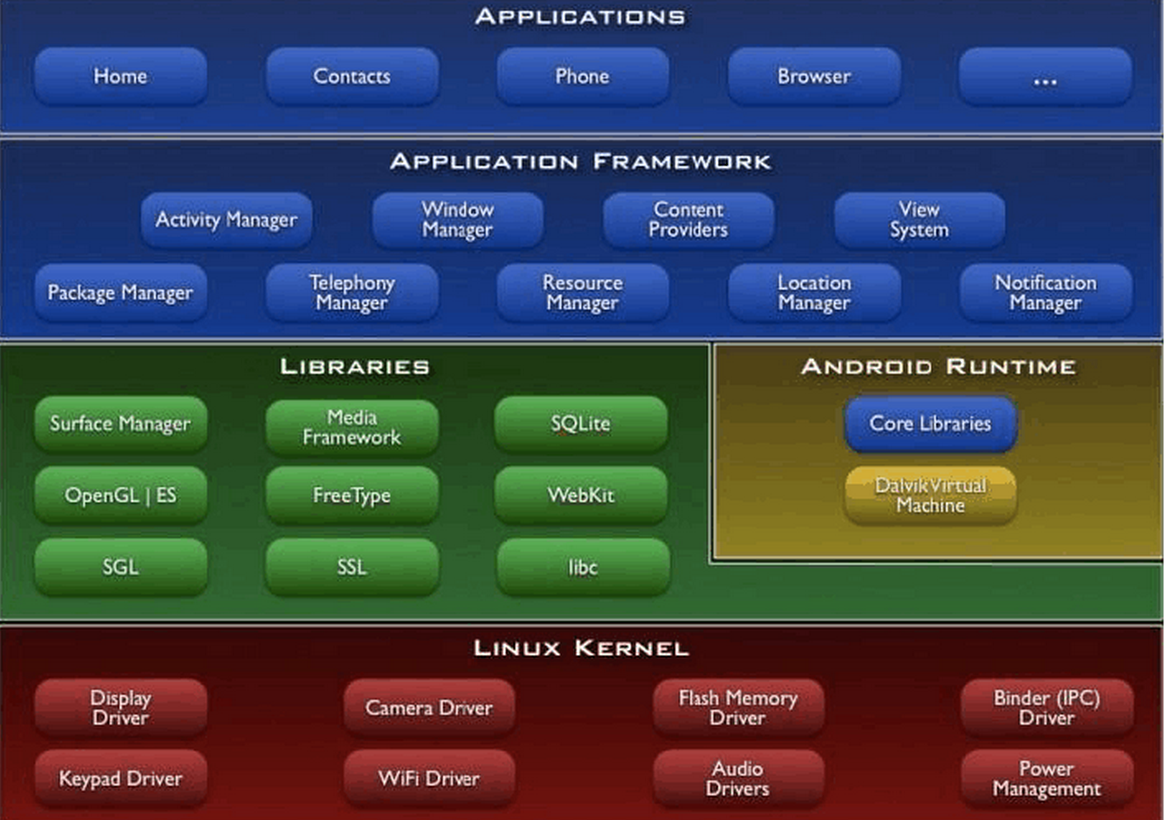 APPLICATIONS
Home
Contacts
Phone
Browser
...
APPLICATION FRAMEWORK
Activity Manager
Window
Manager
Content
Providers
View
System
Package Manager
Telephony
Manager
Resource
Manager
Location
Manager
Notification
Manager
LIBRARIES
Surface Manager
Media
Framework
SQLite
OpenGL | ES
FreeType
WebKit
SGL
SSL
libc
ANDROID RUNTIME
Core Libraries
Dalvik Virtual
Machine
LINUX KERNEL
Display
Driver
Camera Driver
Flash Memory
Driver
Binder (IPC)
Driver
Keypad Driver
WiFi Driver
Audio
Drivers
Power
Management